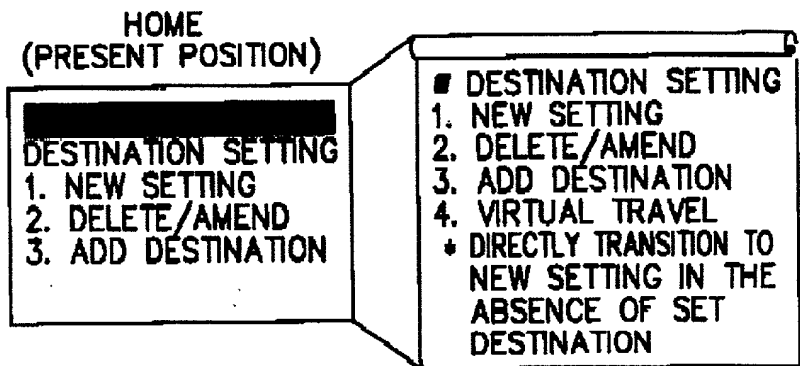 HOME
(PRESENT POSITION)
DESTINATION SETTING
1. NEW SETTING
2. DELETE/AMEND
3. ADD DESTINATION
■ DESTINATION SETTING
1. NEW SETTING
2. DELETE/AMEND
3. ADD DESTINATION
4. VIRTUAL TRAVEL
* DIRECTLY TRANSITION TO
NEW SETTING IN THE
ABSENCE OF SET
DESTINATION